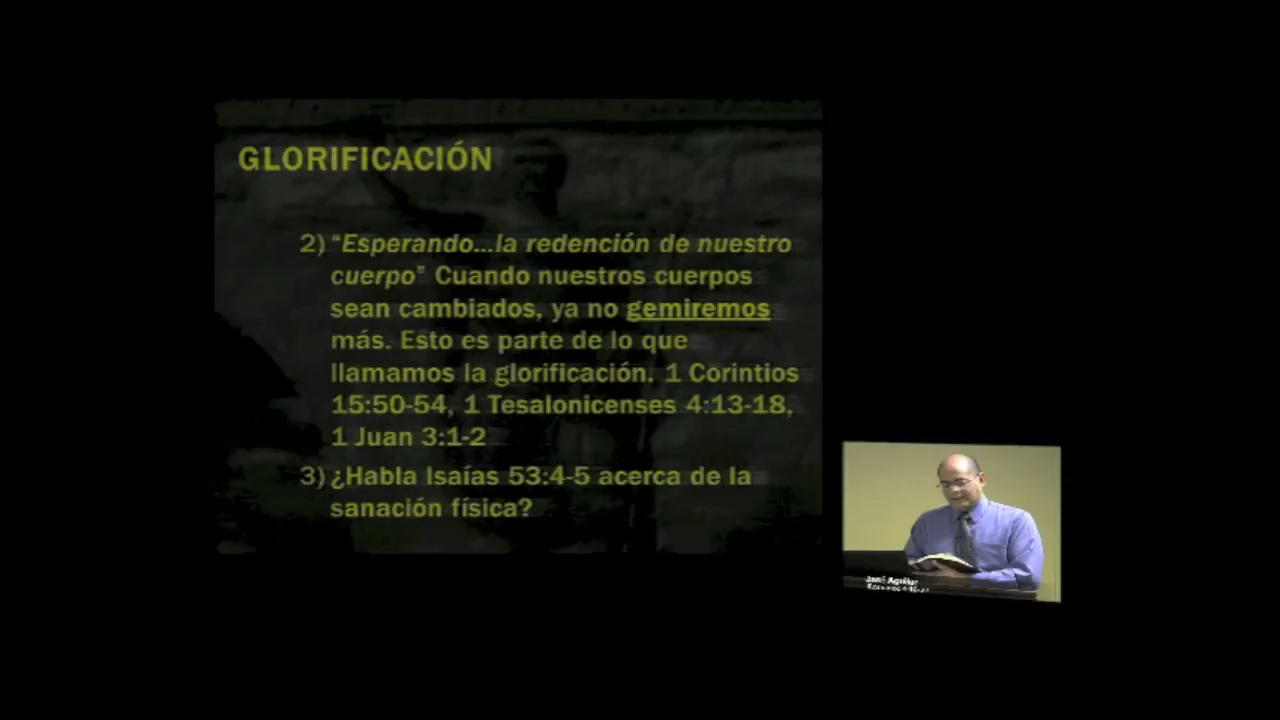 GLORIFICACIÓN
2) “Esperando...la redención de nuestro
cuerpo” Cuando nuestros cuerpos
sean cambiados, ya no gemiremos
más. Esto es parte de lo que
llamamos la glorificación. 1 Corintios
15:50-54, 1 Tesalonicenses 4:13-18,
1 Juan 3:1-2
3) ¿Habla Isaías 53:4-5 acerca de la
sanación física?
José Aguilar